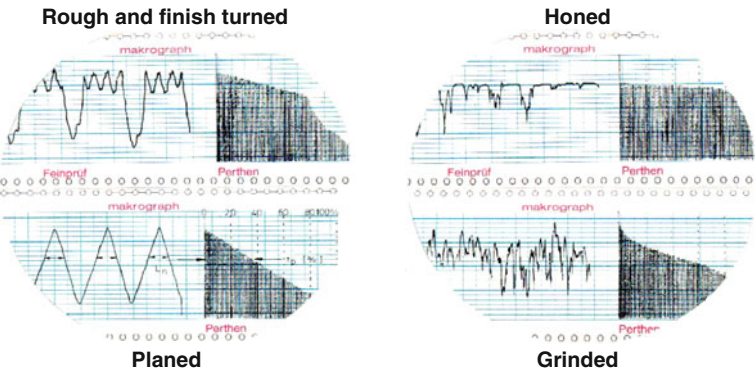 Rough and finish turned
Honed
makrograph
makrograph
Feinprüf
Perthen
Feinprüf
Perthen
makrograph
0 20 40 60 80 100%
makrograph
Perthen
Perthen
Planed
Grinded